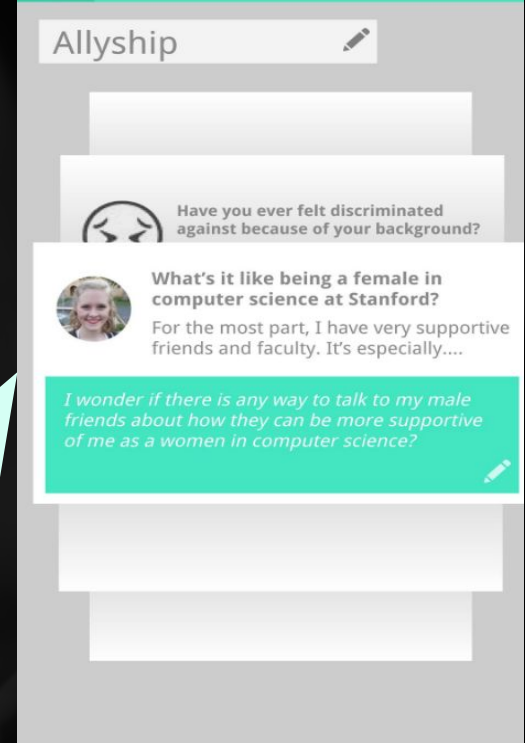 Allyship
Have you ever felt discriminated
against because of your background?
What's it like being a female in
computer science at Stanford?
For the most part, I have very supportive
friends and faculty. It's especially....
I wonder if there is any way to talk to my male
friends about how they can be more supportive
of me as a women in computer science?